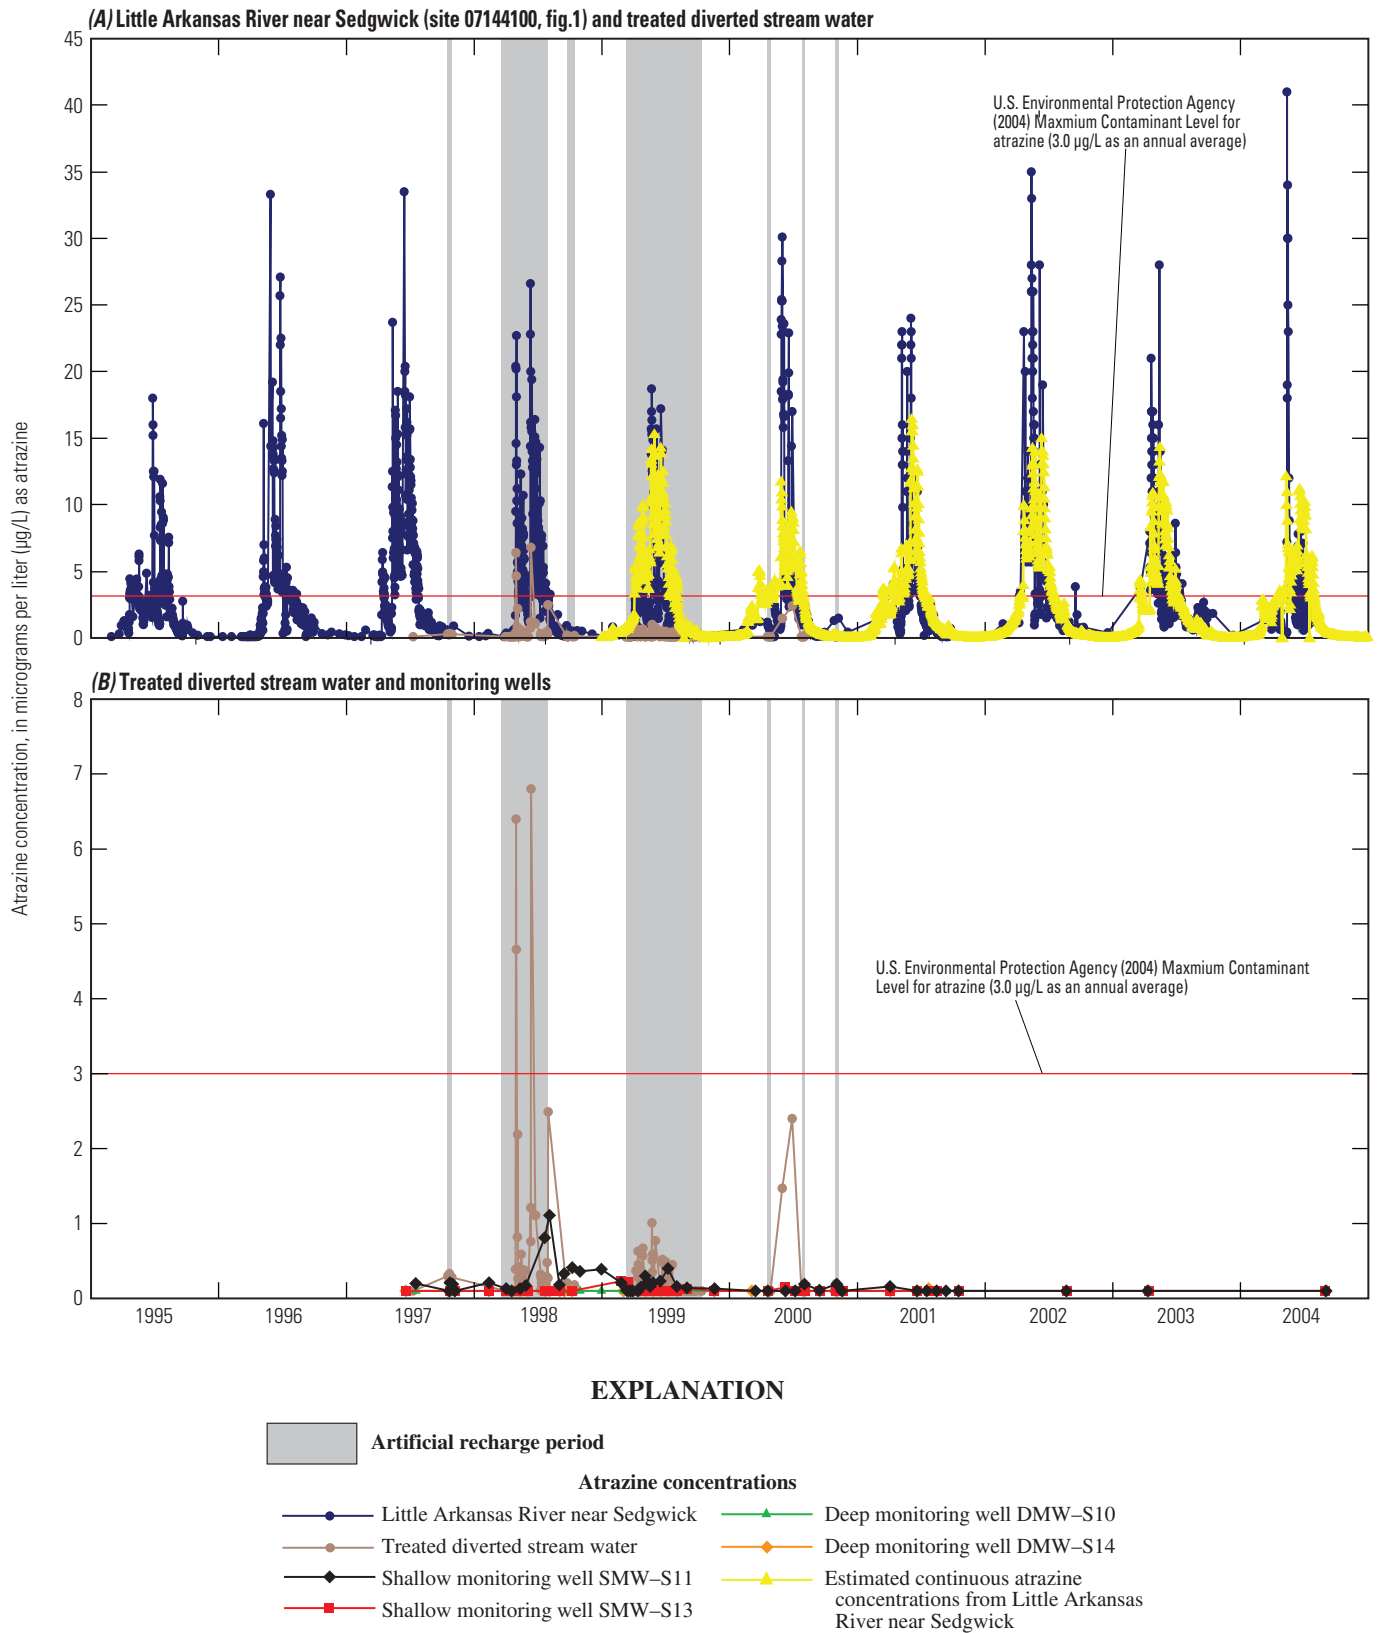 (A) Little Arkansas River near Sedgwick (site 07144100, fig.1) and treated diverted stream water
45
40
35
30
25
20
15
10
5
0
U.S. Environmental Protection Agency
(2004) Maxmium Contaminant Level for
atrazine (3.0 µg/L as an annual average)
Atrazine concentration, in micrograms per liter (µg/L) as atrazine
(B) Treated diverted stream water and monitoring wells
8
7
6
5
4
3
2
1
0
U.S. Environmental Protection Agency (2004) Maxmium Contaminant
Level for atrazine (3.0 µg/L as an annual average)
1995 1996 1997 1998 1999 2000 2001 2002 2003 2004
EXPLANATION
Artificial recharge period
Atrazine concentrations
Little Arkansas River near Sedgwick
Treated diverted stream water
Shallow monitoring well SMW–S11
Shallow monitoring well SMW–S13
Deep monitoring well DMW–S10
Deep monitoring well DMW–S14
Estimated continuous atrazine
concentrations from Little Arkansas
River near Sedgwick